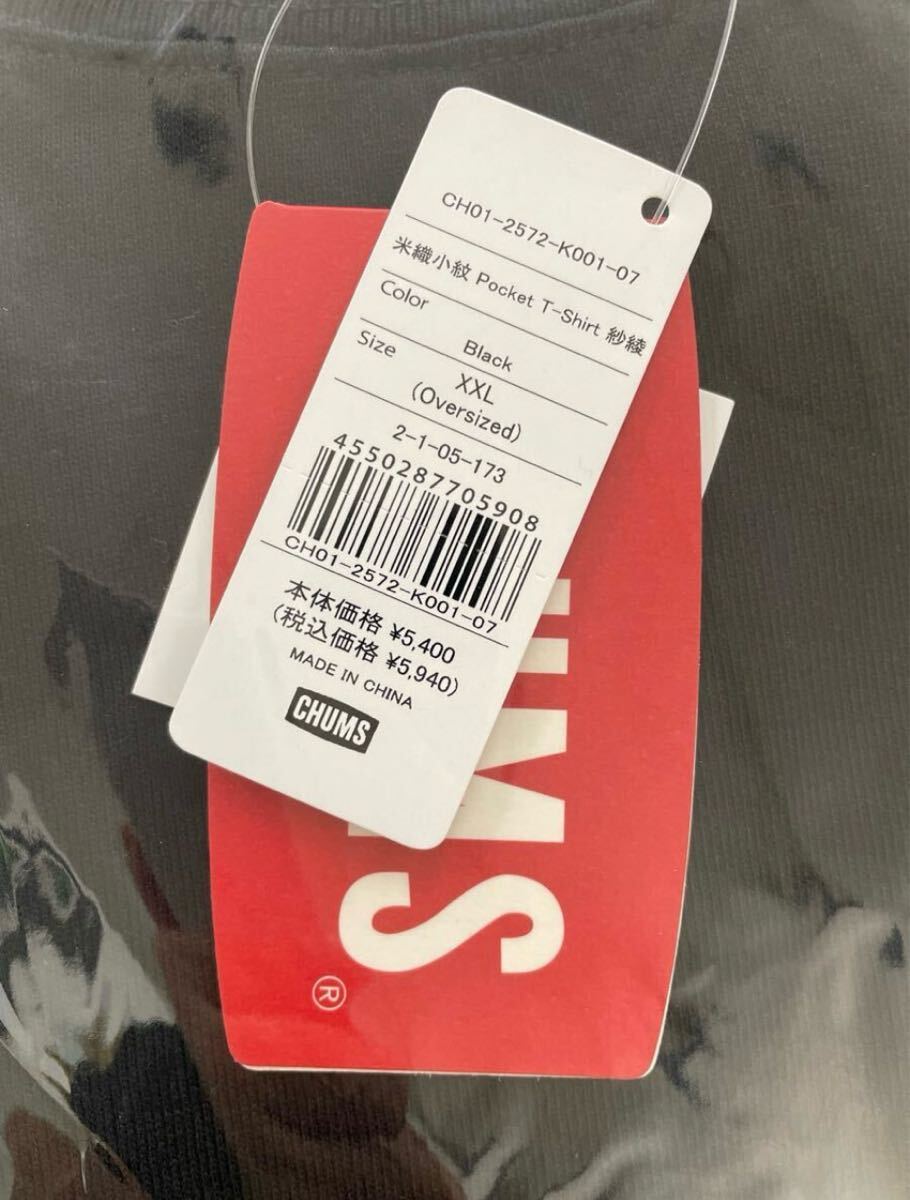 CH01-2572-K001-07
米織小紋 Pocket T-Shirt 紗綾
Color
Black
Size
XXL
(Oversized)
2-1-05-173
4550287705908
CH01-2572-K001-07
本体価格 ¥5,400
(税込価格 ¥5,940)
MADE IN CHINA
CHUMS
UMS
®